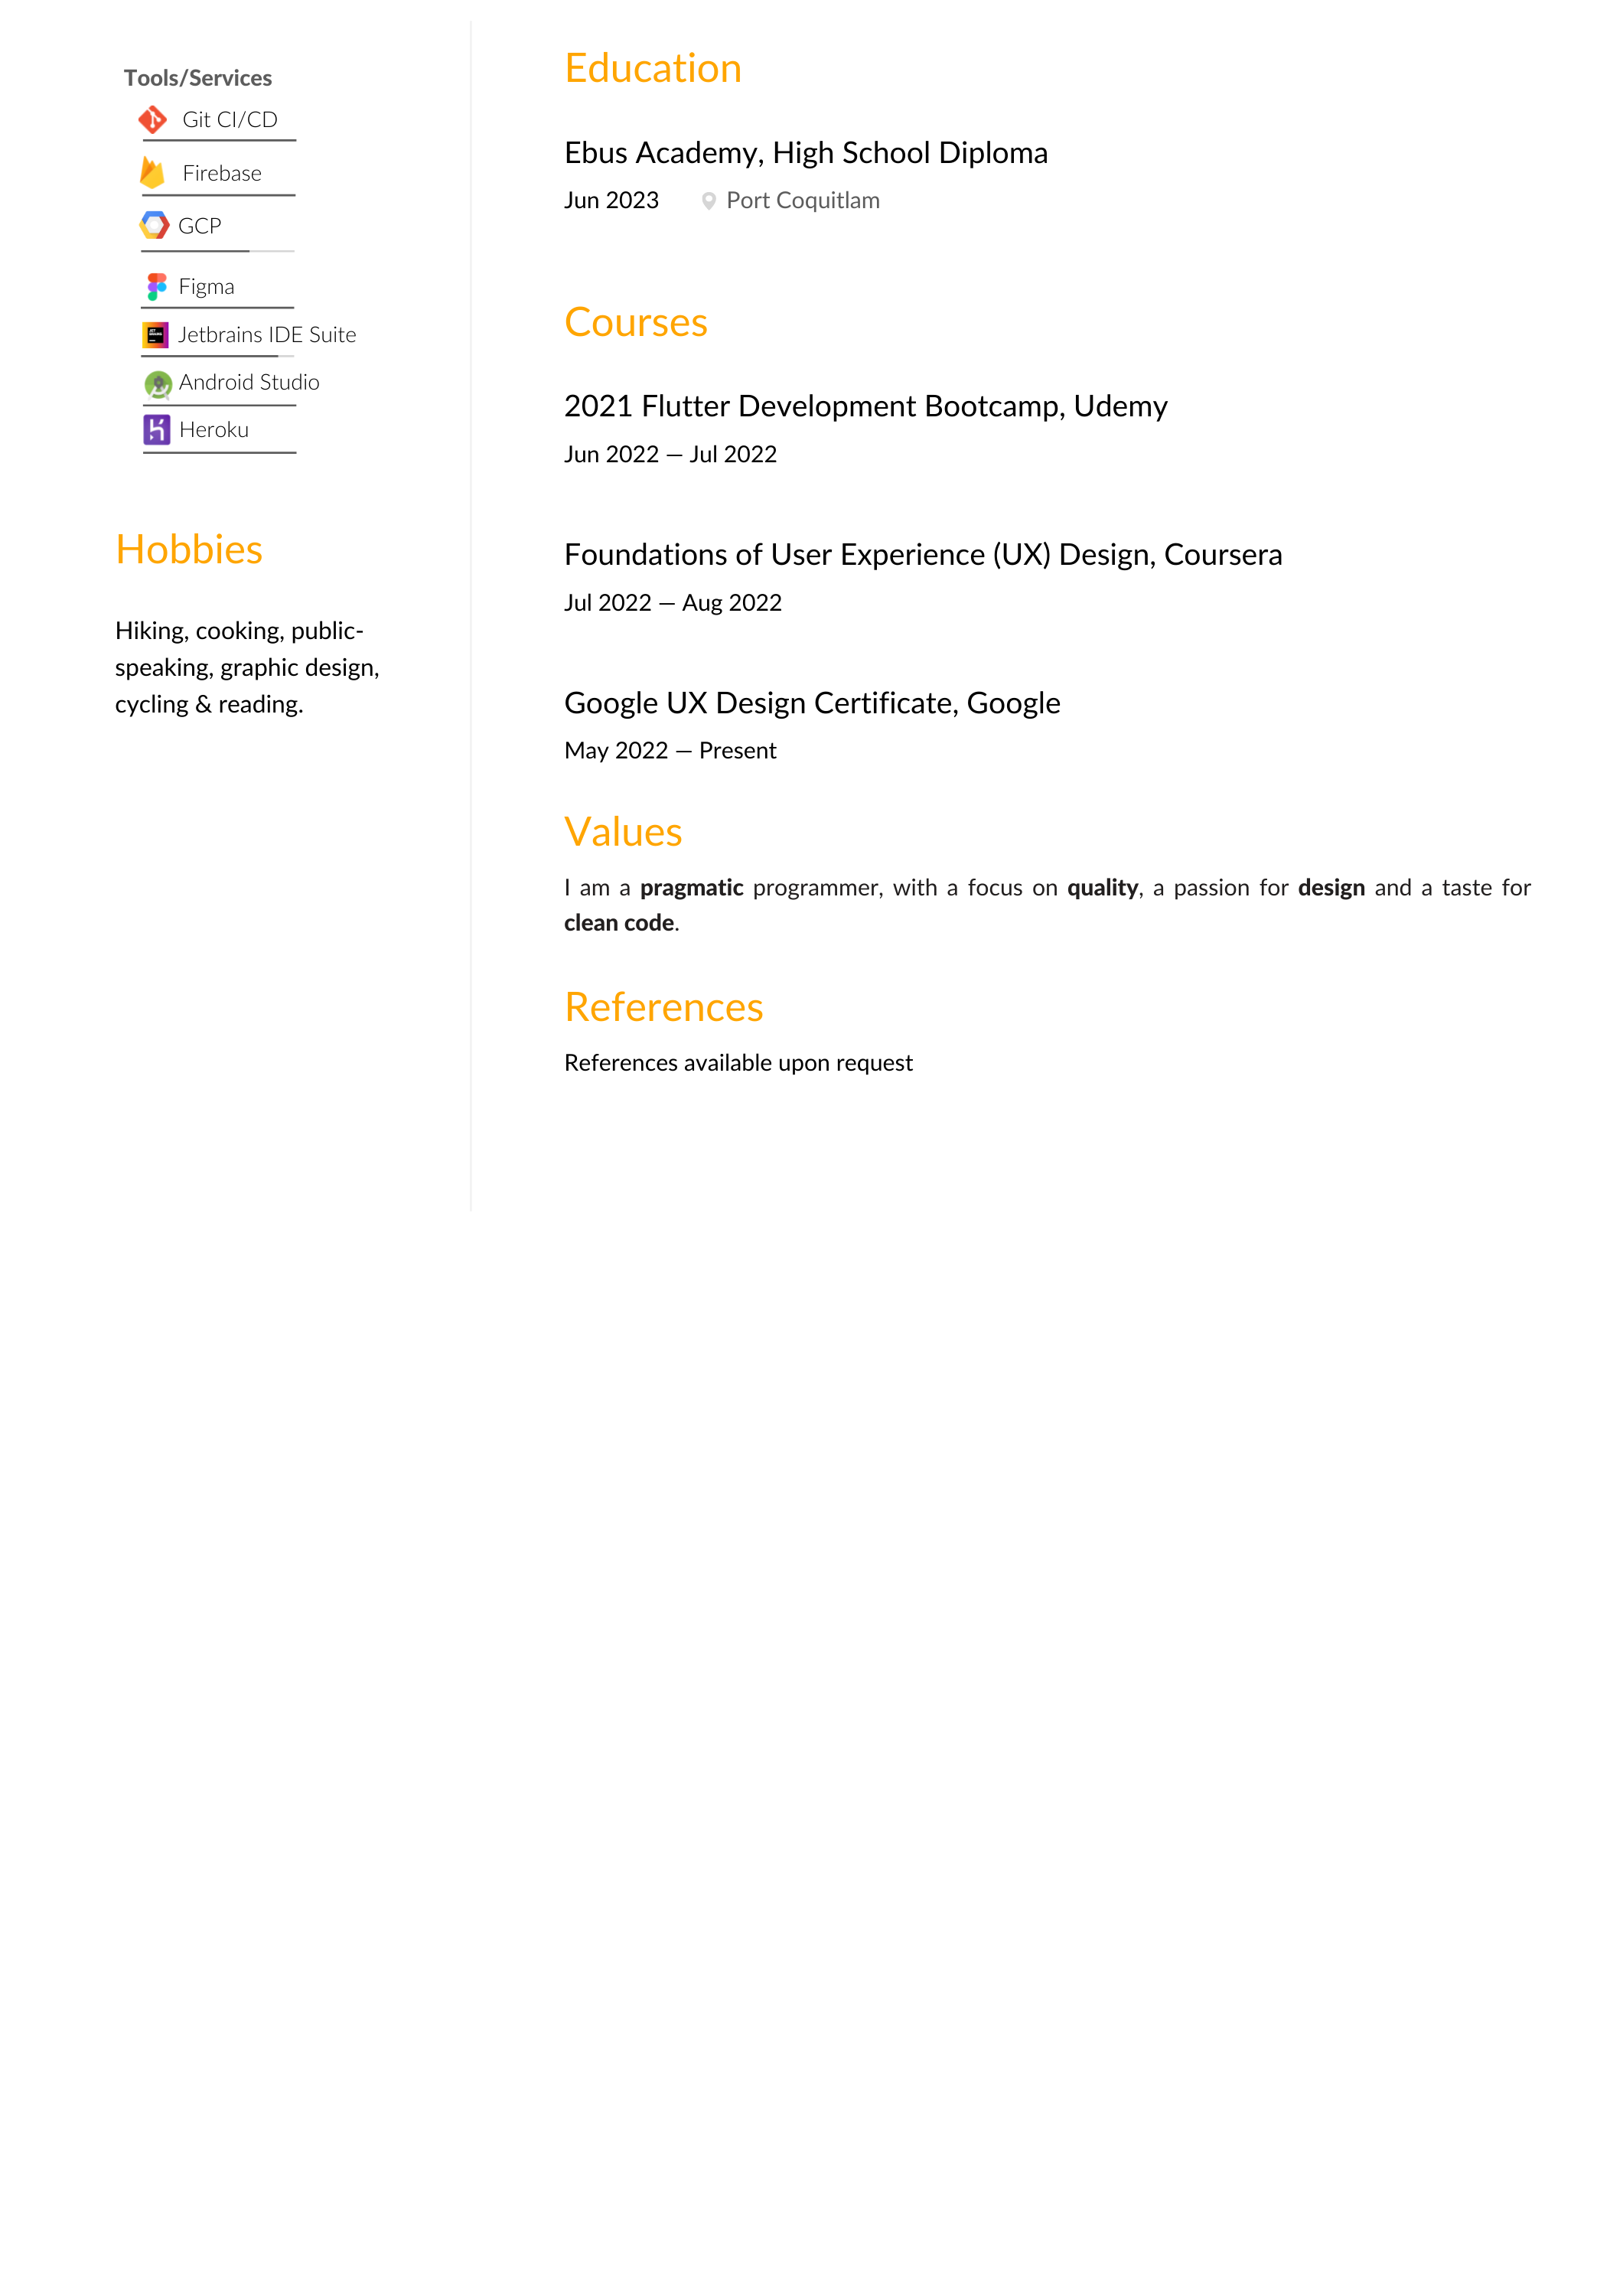 Tools/Services
Git CI/CD
Firebase
GCP
Figma
Jetbrains IDE Suite
Android Studio
Heroku
Hobbies
Hiking, cooking, public-
speaking, graphic design,
cycling & reading.
Education
Ebus Academy, High School Diploma
Jun 2023 Port Coquitlam
Courses
2021 Flutter Development Bootcamp, Udemy
Jun 2022 — Jul 2022
Foundations of User Experience (UX) Design, Coursera
Jul 2022 — Aug 2022
Google UX Design Certificate, Google
May 2022 — Present
Values
I am a pragmatic programmer, with a focus on quality, a passion for design and a taste for
clean code.
References
References available upon request